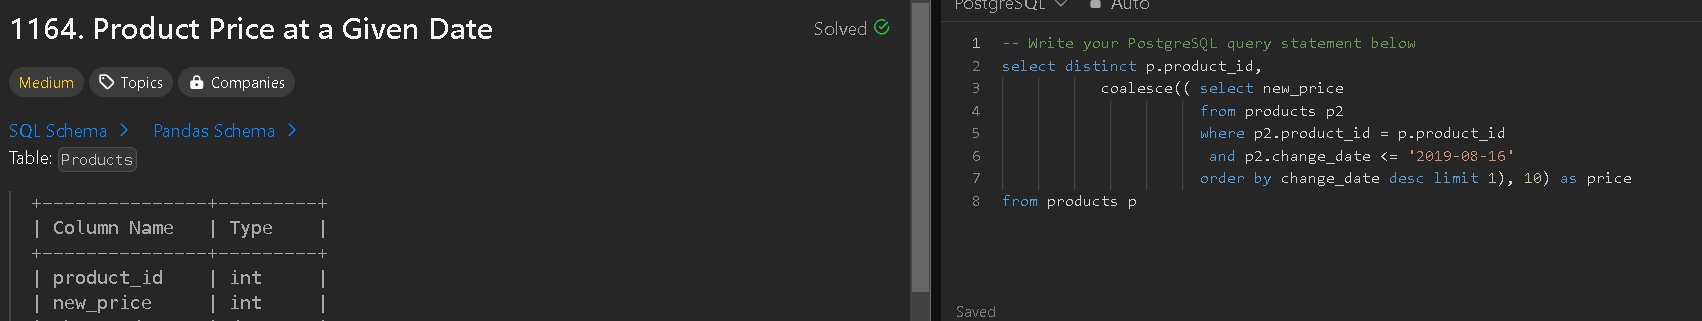 1164. Product Price at a Given Date
Solved
Medium
Topics
Companies
SQL Schema >
Pandas Schema >
Table: Products
+---------------+---------+
| Column Name   | Type    |
+---------------+---------+
| product_id    | int     |
| new_price     | int     |
PostgreSQL
Auto
1 -- Write your PostgreSQL query statement below
2 select distinct p.product_id,
3 coalesce(( select new_price
4 from products p2
5 where p2.product_id = p.product_id
6 and p2.change_date <= '2019-08-16'
7 order by change_date desc limit 1), 10) as price
8 from products p
Saved